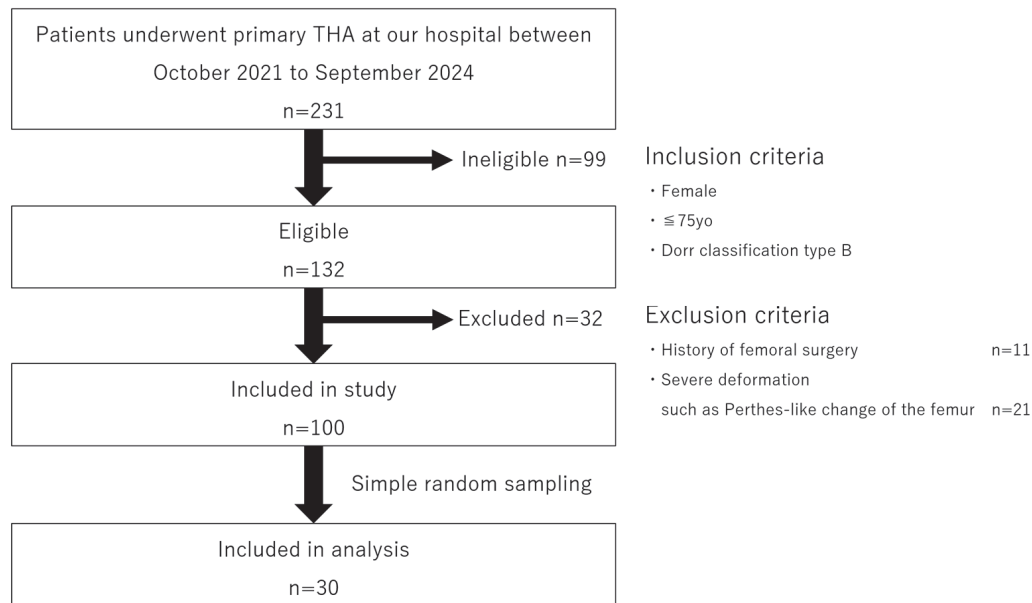 Patients underwent primary THA at our hospital between
October 2021 to September 2024
n=231
Ineligible n=99
Eligible
n=132
Excluded n=32
Included in study
n=100
Simple random sampling
Included in analysis
n=30
Inclusion criteria
・Female
・≦75yo
・Dorr classification type B
Exclusion criteria
・History of femoral surgery n=11
・Severe deformation
such as Perthes-like change of the femur n=21